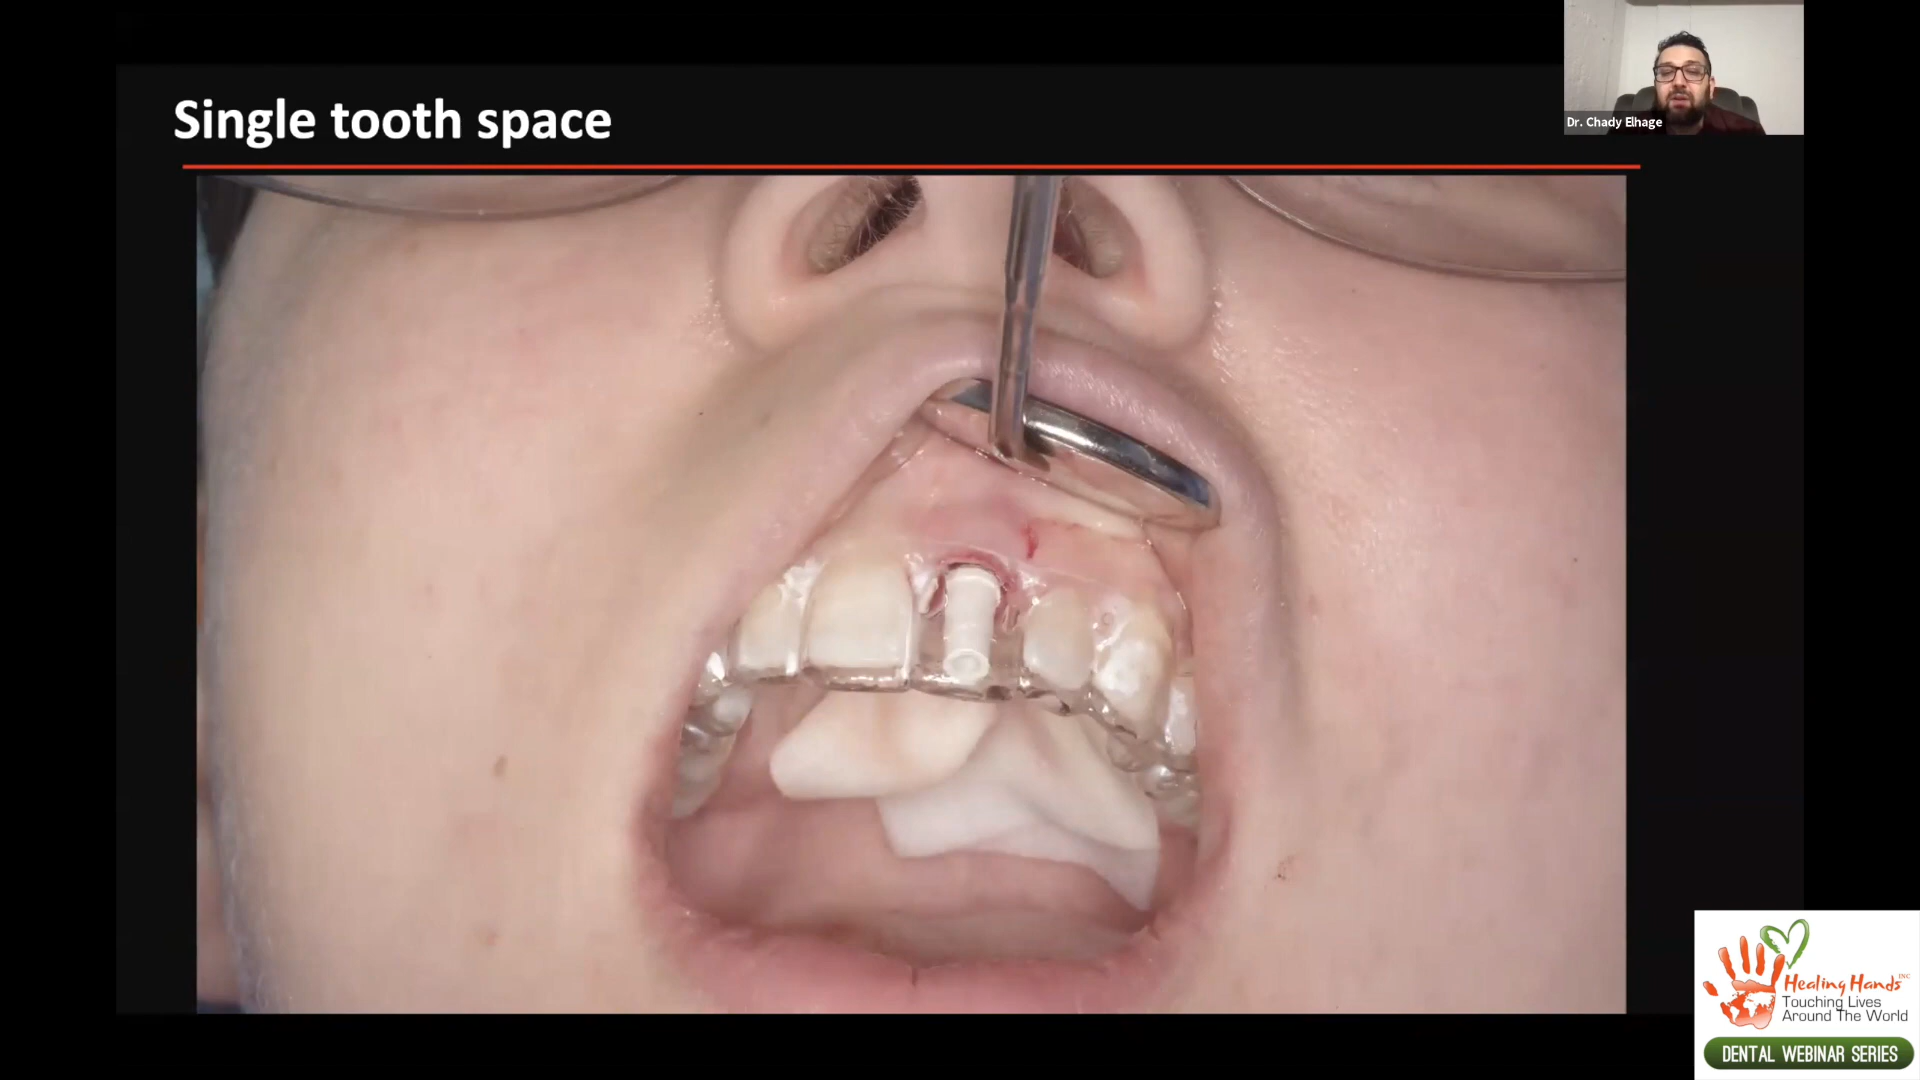 Single tooth space
Dr. Chady Elhage
Healing Hands INC
Touching Lives
Around The World
DENTAL WEBINAR SERIES